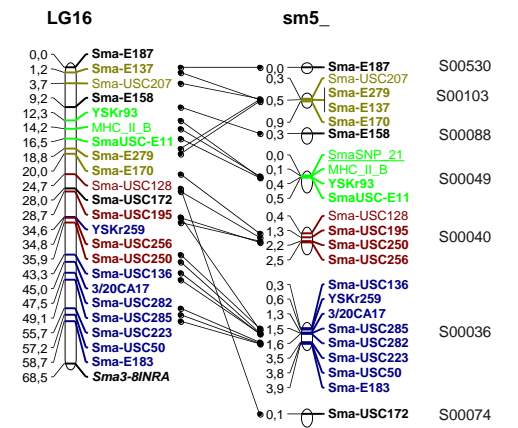 LG16
0,0 Sma-E187
1,2 Sma-E137
3,7 Sma-USC207
9,2 Sma-E158
12,3 YSKr93
14,2 MHC_II_B
16,5 SmaUSC-E11
18,8 Sma-E279
20,0 Sma-E170
24,7 Sma-USC128
28,0 Sma-USC172
28,7 Sma-USC195
34,6 YSKr259
34,8 Sma-USC256
35,9 Sma-USC250
43,3 Sma-USC136
45,0 3/20CA17
47,5 Sma-USC282
49,1 Sma-USC285
55,7 Sma-USC223
57,2 Sma-USC50
58,7 Sma-E183
68,5 Sma3-8INRA
sm5_
0,0 Sma-E187 S00530
0,3 Sma-USC207
0,5 Sma-E279
Sma-E137
0,9 Sma-E170
S00103
0,3 Sma-E158 S00088
0,0 SmaSNP_21
0,1 MHC_II_B
0,4 YSKr93
0,5 SmaUSC-E11
S00049
0,4 Sma-USC128
1,3 Sma-USC195
2,2 Sma-USC250
2,5 Sma-USC256
S00040
0,3 Sma-USC136
0,6 YSKr259
1,3 3/20CA17
1,5 Sma-USC285
1,6 Sma-USC282
3,5 Sma-USC223
3,8 Sma-USC50
3,9 Sma-E183
S00036
0,1 Sma-USC172 S00074